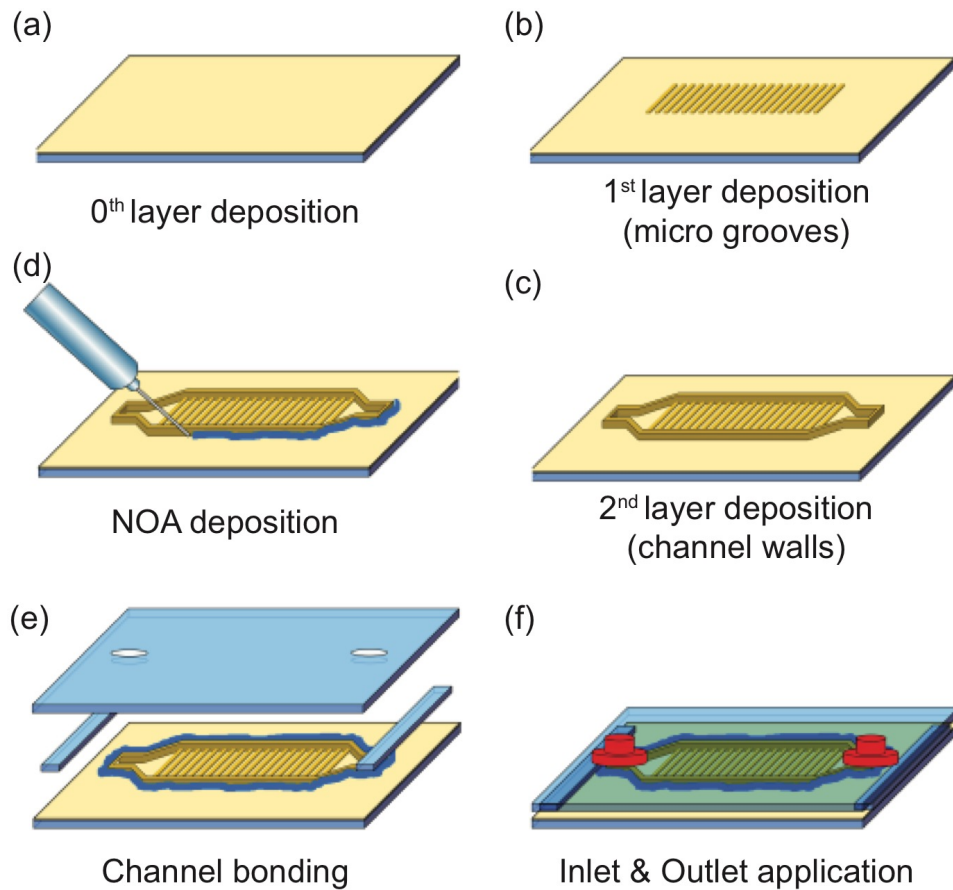 (a)
0th layer deposition
(b)
1st layer deposition
(micro grooves)
(d)
NOA deposition
(c)
2nd layer deposition
(channel walls)
(e)
Channel bonding
(f)
Inlet & Outlet application